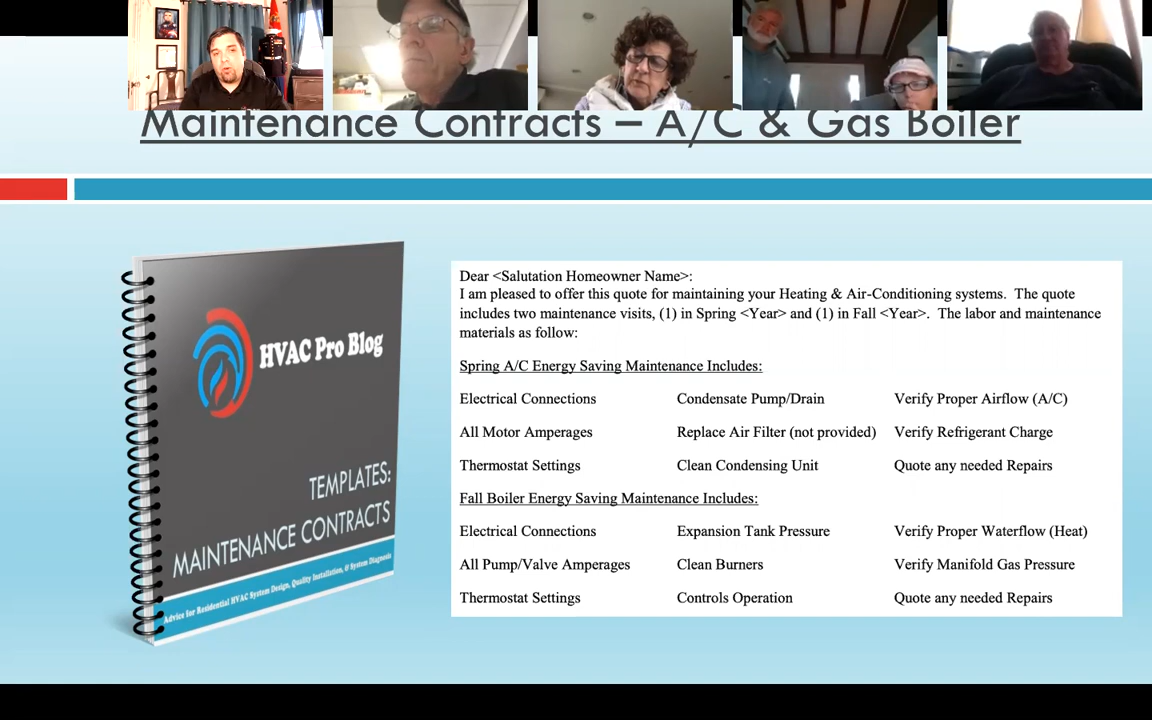 Maintenance Contracts – A/C & Gas Boiler
HVAC Pro Blog
TEMPLATES:
MAINTENANCE CONTRACTS
Advice for Residential HVAC System Design, Quality Installation, & System Diagnosis
Dear <Salutation Homeowner Name>:
I am pleased to offer this quote for maintaining your Heating & Air-Conditioning systems.  The quote
includes two maintenance visits, (1) in Spring <Year> and (1) in Fall <Year>.  The labor and maintenance
materials as follow:
Spring A/C Energy Saving Maintenance Includes:
Electrical Connections Condensate Pump/Drain Verify Proper Airflow (A/C)
All Motor Amperages Replace Air Filter (not provided) Verify Refrigerant Charge
Thermostat Settings Clean Condensing Unit Quote any needed Repairs
Fall Boiler Energy Saving Maintenance Includes:
Electrical Connections Expansion Tank Pressure Verify Proper Waterflow (Heat)
All Pump/Valve Amperages Clean Burners Verify Manifold Gas Pressure
Thermostat Settings Controls Operation Quote any needed Repairs